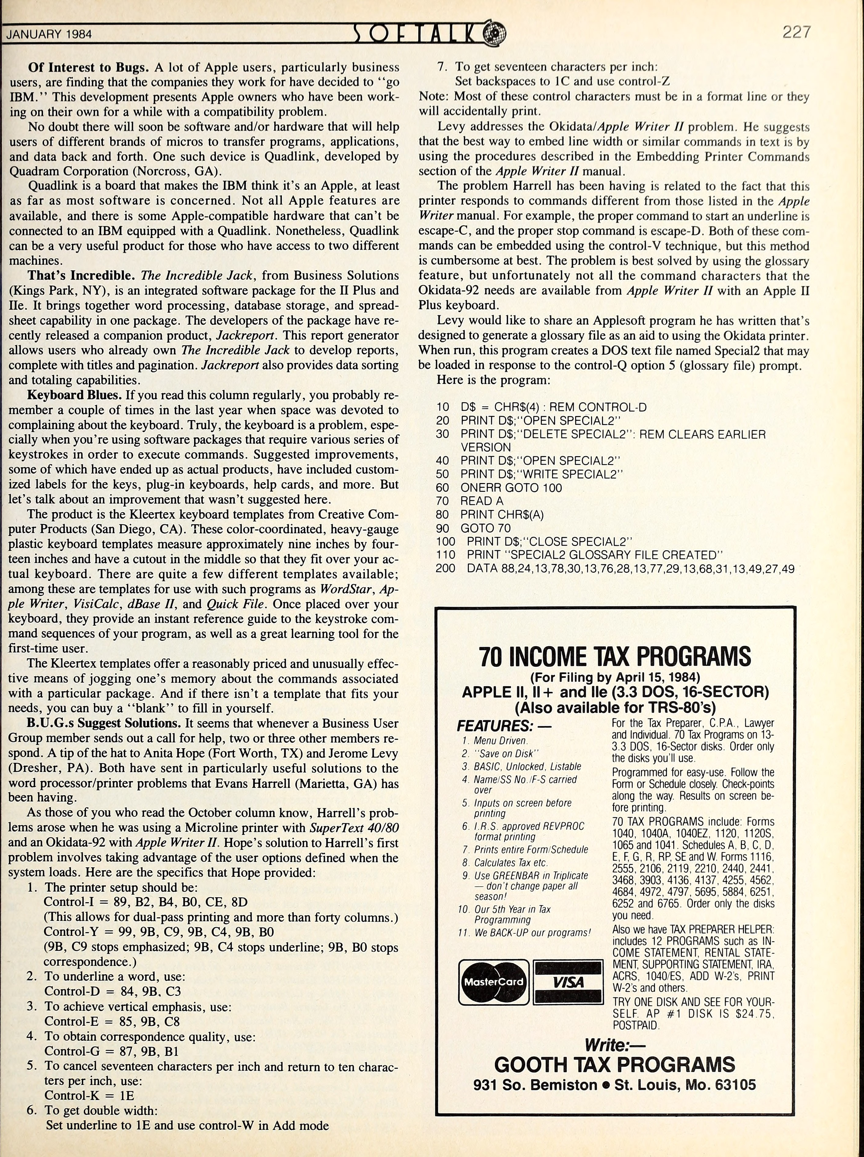 JANUARY 1984
SOFTALK
227
Of Interest to Bugs. A lot of Apple users, particularly business
users, are finding that the companies they work for have decided to "go
IBM." This development presents Apple owners who have been work-
ing on their own for a while with a compatibility problem.
No doubt there will soon be software and/or hardware that will help
users of different brands of micros to transfer programs, applications,
and data back and forth. One such device is Quadlink, developed by
Quadram Corporation (Norcross, GA).
Quadlink is a board that makes the IBM think it's an Apple, at least
as far as most software is concerned. Not all Apple features are
available, and there is some Apple-compatible hardware that can't be
connected to an IBM equipped with a Quadlink. Nonetheless, Quadlink
can be a very useful product for those who have access to two different
machines.
That's Incredible. The Incredible Jack, from Business Solutions
(Kings Park, NY), is an integrated software package for the II Plus and
IIe. It brings together word processing, database storage, and spread-
sheet capability in one package. The developers of the package have re-
cently released a companion product, Jackreport. This report generator
allows users who already own The Incredible Jack to develop reports,
complete with titles and pagination. Jackreport also provides data sorting
and totaling capabilities.
Keyboard Blues. If you read this column regularly, you probably re-
member a couple of times in the last year when space was devoted to
complaining about the keyboard. Truly, the keyboard is a problem, espe-
cially when you're using software packages that require various series of
keystrokes in order to execute commands. Suggested improvements,
some of which have ended up as actual products, have included custom-
ized labels for the keys, plug-in keyboards, help cards, and more. But
let's talk about an improvement that wasn't suggested here.
The product is the Kleertex keyboard templates from Creative Com-
puter Products (San Diego, CA). These color-coordinated, heavy-gauge
plastic keyboard templates measure approximately nine inches by four-
teen inches and have a cutout in the middle so that they fit over your ac-
tual keyboard. There are quite a few different templates available;
among these are templates for use with such programs as WordStar, Ap-
ple Writer, VisiCalc, dBase II, and Quick File. Once placed over your
keyboard, they provide an instant reference guide to the keystroke com-
mand sequences of your program, as well as a great learning tool for the
first-time user.
The Kleertex templates offer a reasonably priced and unusually effec-
tive means of jogging one's memory about the commands associated
with a particular package. And if there isn't a template that fits your
needs, you can buy a "blank" to fill in yourself.
B.U.G.s Suggest Solutions. It seems that whenever a Business User
Group member sends out a call for help, two or three other members re-
spond. A tip of the hat to Anita Hope (Fort Worth, TX) and Jerome Levy
(Dresher, PA). Both have sent in particularly useful solutions to the
word processor/printer problems that Evans Harrell (Marietta, GA) has
been having.
As those of you who read the October column know, Harrell's prob-
lems arose when he was using a Microline printer with SuperText 40/80
and an Okidata-92 with Apple Writer II. Hope's solution to Harrell's first
problem involves taking advantage of the user options defined when the
system loads. Here are the specifics that Hope provided:
1. The printer setup should be:
Control-I = 89, B2, B4, B0, CE, 8D
(This allows for dual-pass printing and more than forty columns.)
Control-Y = 99, 9B, C9, 9B, C4, 9B, B0
(9B, C9 stops emphasized; 9B, C4 stops underline; 9B, B0 stops
correspondence.)
2. To underline a word, use:
Control-D = 84, 9B, C3
3. To achieve vertical emphasis, use:
Control-E = 85, 9B, C8
4. To obtain correspondence quality, use:
Control-G = 87, 9B, B1
5. To cancel seventeen characters per inch and return to ten charac-
ters per inch, use:
Control-K = 1E
6. To get double width:
Set underline to 1E and use control-W in Add mode
7. To get seventeen characters per inch:
Set backspaces to 1C and use control-Z
Note: Most of these control characters must be in a format line or they
will accidentally print.
Levy addresses the Okidata/Apple Writer II problem. He suggests
that the best way to embed line width or similar commands in text is by
using the procedures described in the Embedding Printer Commands
section of the Apple Writer II manual.
The problem Harrell has been having is related to the fact that this
printer responds to commands different from those listed in the Apple
Writer manual. For example, the proper command to start an underline is
escape-C, and the proper stop command is escape-D. Both of these com-
mands can be embedded using the control-V technique, but this method
is cumbersome at best. The problem is best solved by using the glossary
feature, but unfortunately not all the command characters that the
Okidata-92 needs are available from Apple Writer II with an Apple II
Plus keyboard.
Levy would like to share an Applesoft program he has written that's
designed to generate a glossary file as an aid to using the Okidata printer.
When run, this program creates a DOS text file named Special2 that may
be loaded in response to the control-Q option 5 (glossary file) prompt.
Here is the program:
10 D$ = CHR$(4) : REM CONTROL-D
20 PRINT D$;"OPEN SPECIAL2"
30 PRINT D$;"DELETE SPECIAL2": REM CLEARS EARLIER
VERSION
40 PRINT D$;"OPEN SPECIAL2"
50 PRINT D$;"WRITE SPECIAL2"
60 ONERR GOTO 100
70 READ A
80 PRINT CHR$(A)
90 GOTO 70
100 PRINT D$;"CLOSE SPECIAL2"
110 PRINT "SPECIAL2 GLOSSARY FILE CREATED"
200 DATA 88,24,13,78,30,13,76,28,13,77,29,13,68,31,13,49,27,49
70 INCOME TAX PROGRAMS
(For Filing by April 15, 1984)
APPLE II, II+ and IIe (3.3 DOS, 16-SECTOR)
(Also available for TRS-80's)
FEATURES: —
1. Menu Driven.
2. "Save on Disk"
3. BASIC, Unlocked, Listable
4. Name/SS No./F-S carried
over
5. Inputs on screen before
printing
6. I.R.S. approved REVPROC
format printing
7. Prints entire Form/Schedule
8. Calculates Tax etc.
9. Use GREENBAR in Triplicate
— don't change paper all
season!
10. Our 5th Year in Tax
Programming
11. We BACK-UP our programs!
MasterCard
VISA
For the Tax Preparer, C.P.A., Lawyer
and Individual. 70 Tax Programs on 13-
3.3 DOS, 16-Sector disks. Order only
the disks you'll use.
Programmed for easy-use. Follow the
Form or Schedule closely. Check-points
along the way. Results on screen be-
fore printing.
70 TAX PROGRAMS include: Forms
1040, 1040A, 1040EZ, 1120, 1120S,
1065 and 1041. Schedules A, B, C, D,
E, F, G, R, RP, SE and W. Forms 1116,
2555, 2106, 2119, 2210, 2440, 2441,
3468, 3903, 4136, 4137, 4255, 4562,
4684, 4972, 4797, 5695, 5884, 6251,
6252 and 6765. Order only the disks
you need.
Also we have TAX PREPARER HELPER:
includes 12 PROGRAMS such as IN-
COME STATEMENT, RENTAL STATE-
MENT, SUPPORTING STATEMENT, IRA,
ACRS, 1040/ES, ADD W-2's, PRINT
W-2's and others.
TRY ONE DISK AND SEE FOR YOUR-
SELF. AP #1 DISK IS $24.75,
POSTPAID.
Write:—
GOOTH TAX PROGRAMS
931 So. Bemiston • St. Louis, Mo. 63105